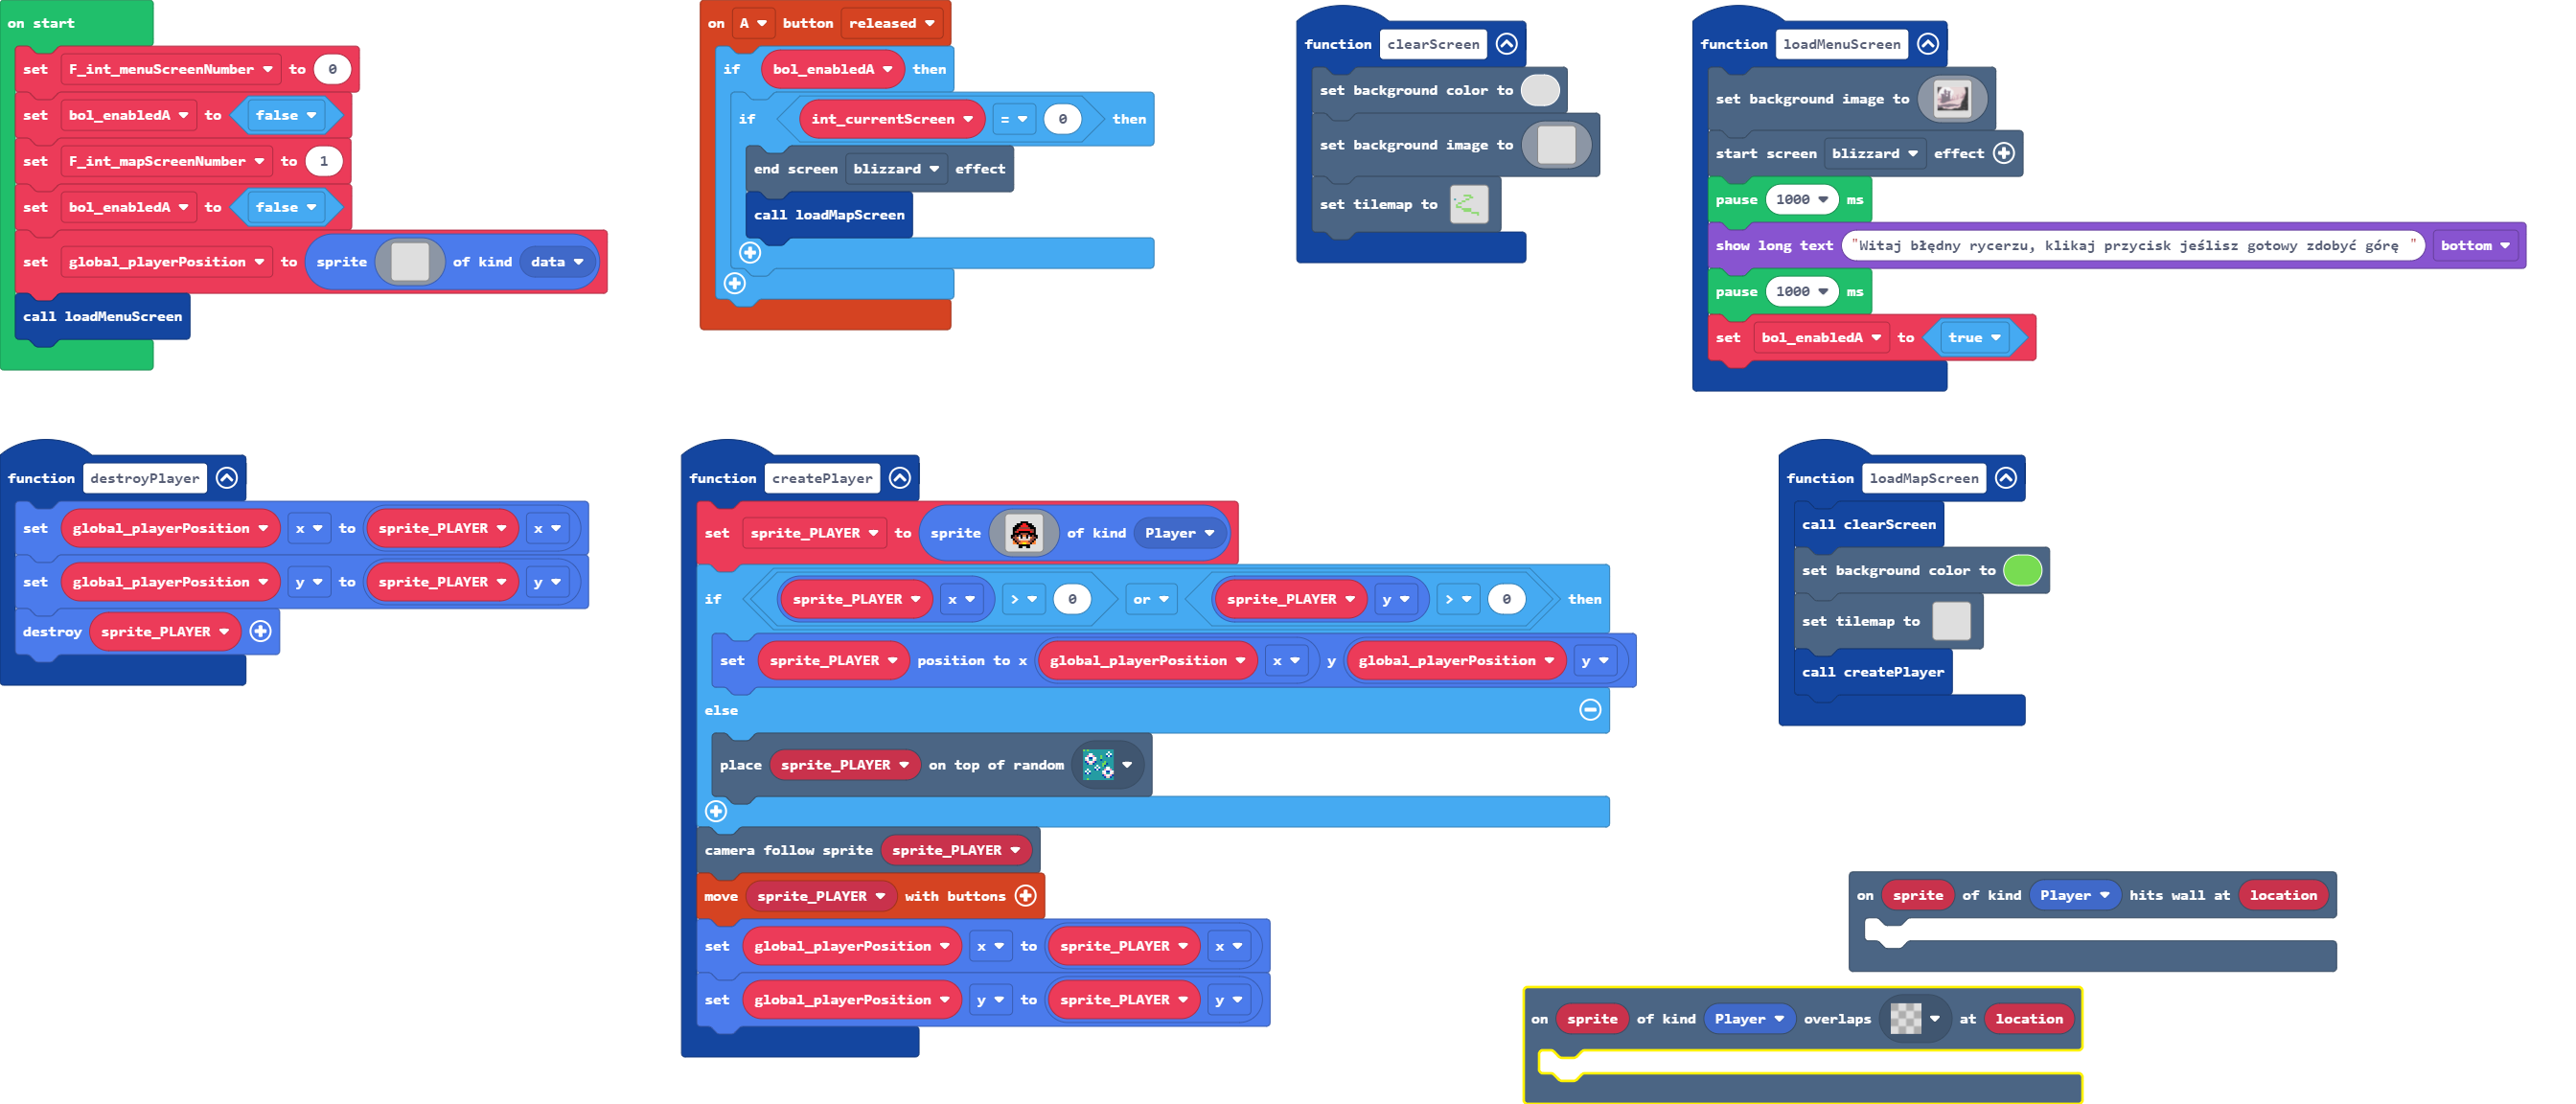 on start
set F_int_menuScreenNumber to 0
set bol_enabledA to false
set F_int_mapScreenNumber to 1
set bol_enabledA to false
set global_playerPosition to sprite of kind data
call loadMenuScreen
on A button released
if bol_enabledA then
if int_currentScreen = 0 then
end screen blizzard effect
call loadMapScreen
function clearScreen
set background color to
set background image to
set tilemap to
function loadMenuScreen
set background image to
start screen blizzard effect
pause 1000 ms
show long text "Witaj błędny rycerzu, klikaj przycisk jeślisz gotowy zdobyć górę " bottom
pause 1000 ms
set bol_enabledA to true
function destroyPlayer
set global_playerPosition x to sprite_PLAYER x
set global_playerPosition y to sprite_PLAYER y
destroy sprite_PLAYER
function createPlayer
set sprite_PLAYER to sprite of kind Player
if sprite_PLAYER x > 0 or sprite_PLAYER y > 0 then
set sprite_PLAYER position to x global_playerPosition x y global_playerPosition y
else
place sprite_PLAYER on top of random
camera follow sprite sprite_PLAYER
move sprite_PLAYER with buttons
set global_playerPosition x to sprite_PLAYER x
set global_playerPosition y to sprite_PLAYER y
function loadMapScreen
call clearScreen
set background color to
set tilemap to
call createPlayer
on sprite of kind Player hits wall at location
on sprite of kind Player overlaps at location